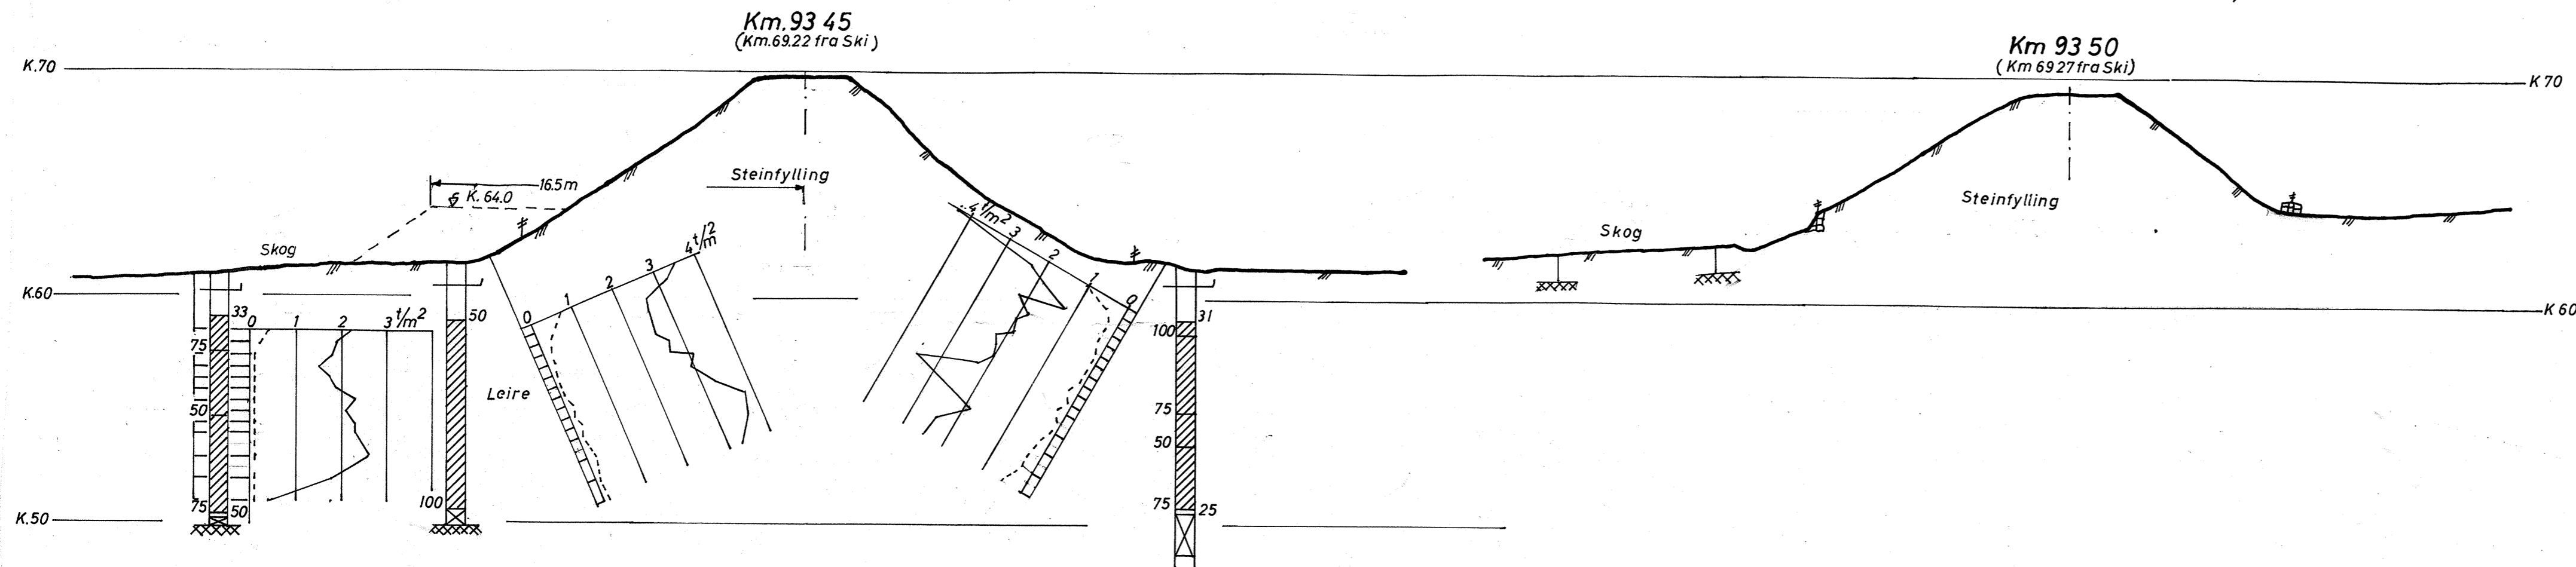 Km.93 45
(Km.69.22 fra Ski)
Km 93 50
(Km 69 27 fra Ski)
K.70
K 70
16.5m
K. 64.0
Steinfylling
Steinfylling
Skog
Skog
K.60
K 60
4 t/m2
3
2
1
0
0
1
2
3
4 t/m2
33
0
1
2
3 t/m2
50
75
50
75
50
100
Leire
100
31
75
50
75
25
K.50